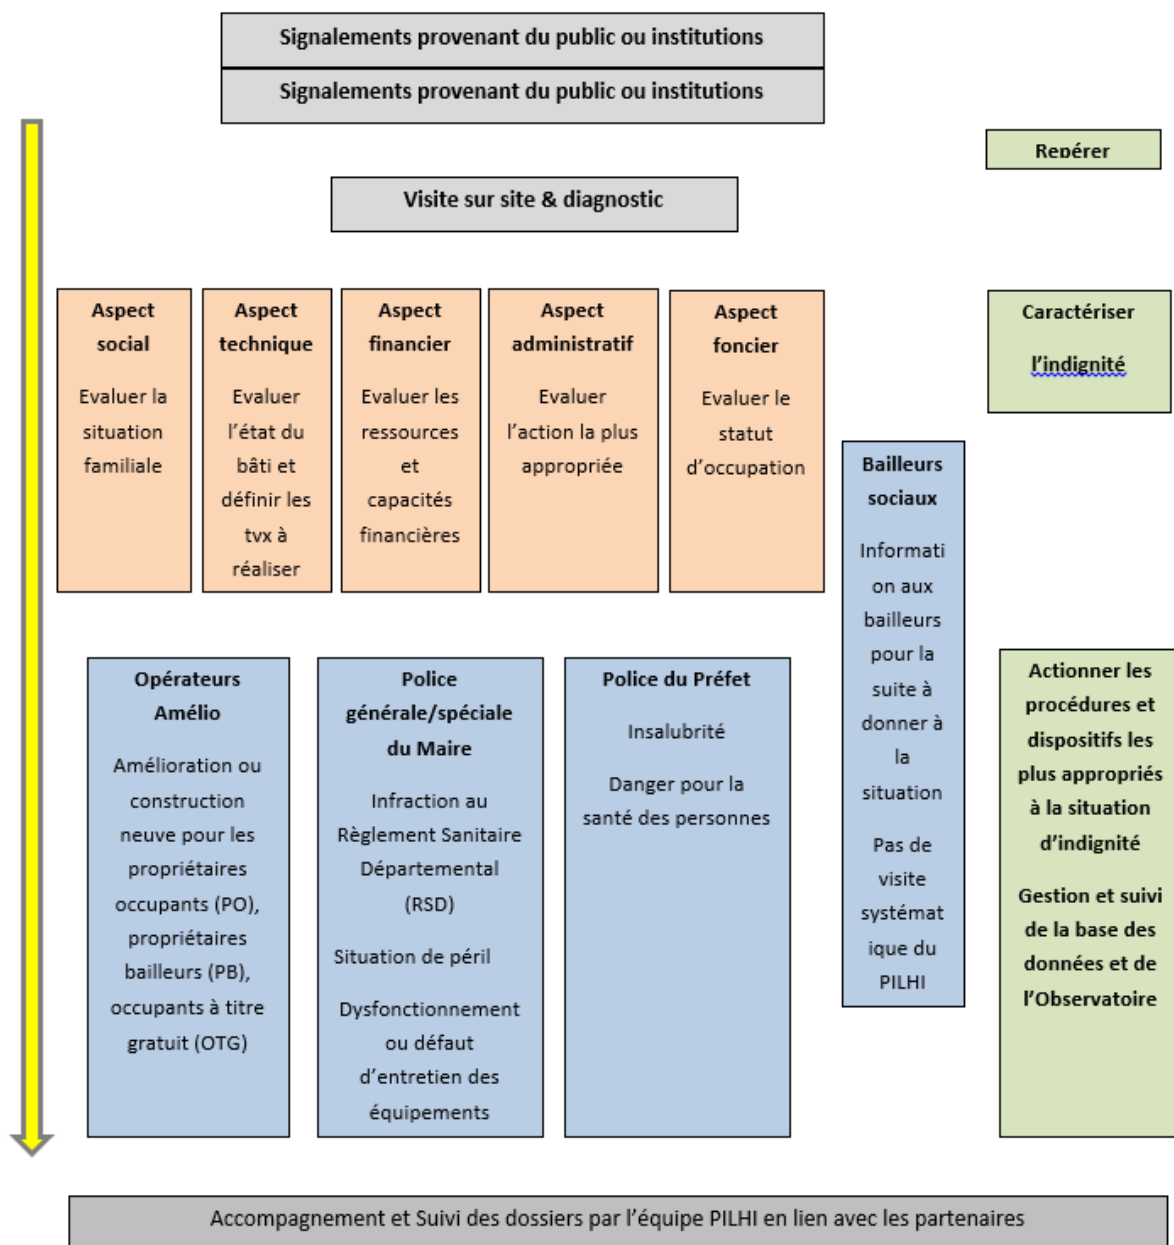 Signalements provenant du public ou institutions
Signalements provenant du public ou institutions
Repérer
Visite sur site & diagnostic
Aspect
social
Evaluer la
situation
familiale
Aspect
technique
Evaluer
l’état du
bâti et
définir les
tvx à
réaliser
Aspect
financier
Evaluer les
ressources
et
capacités
financières
Aspect
administratif
Evaluer
l’action la plus
appropriée
Aspect
foncier
Evaluer le
statut
d’occupation
Caractériser
l’indignité
Bailleurs
sociaux
Informati
on aux
bailleurs
pour la
suite à
donner à
la
situation
Pas de
visite
systémat
ique du
PILHI
Opérateurs
Amélio
Amélioration ou
construction
neuve pour les
propriétaires
occupants (PO),
propriétaires
bailleurs (PB),
occupants à titre
gratuit (OTG)
Police
générale/spéciale
du Maire
Infraction au
Règlement Sanitaire
Départemental
(RSD)
Situation de péril
Dysfonctionnement
ou défaut
d’entretien des
équipements
Police du Préfet
Insalubrité
Danger pour la
santé des personnes
Actionner les
procédures et
dispositifs les
plus appropriés
à la situation
d’indignité
Gestion et suivi
de la base des
données et de
l’Observatoire
Accompagnement et Suivi des dossiers par l’équipe PILHI en lien avec les partenaires